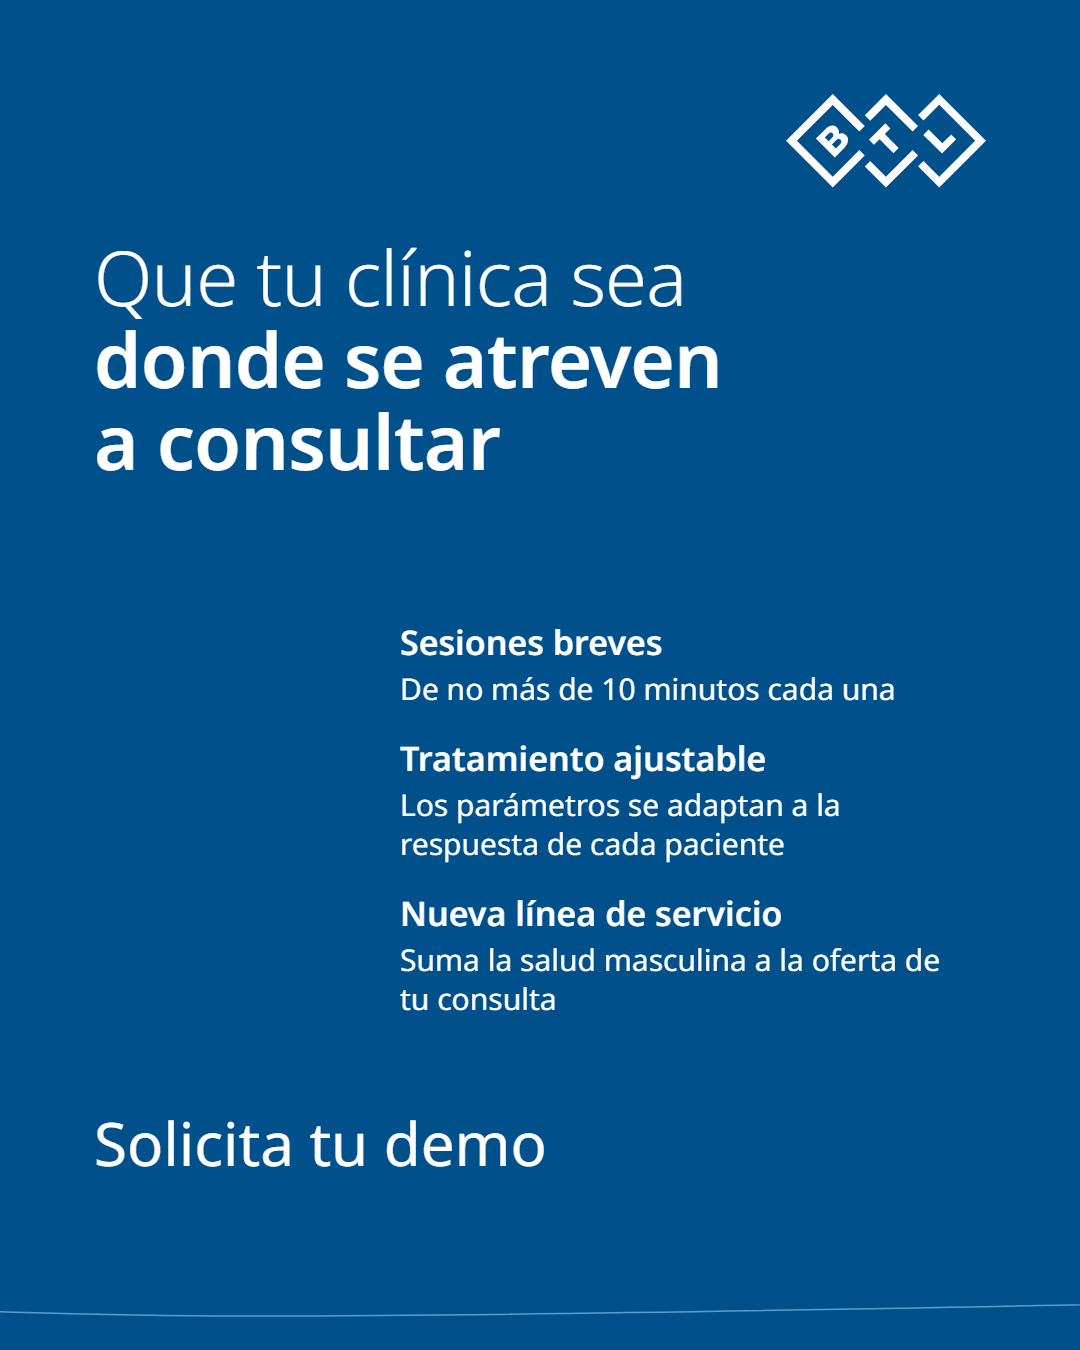 BTL
Que tu clínica sea
donde se atreven
a consultar
Sesiones breves
De no más de 10 minutos cada una
Tratamiento ajustable
Los parámetros se adaptan a la
respuesta de cada paciente
Nueva línea de servicio
Suma la salud masculina a la oferta de
tu consulta
Solicita tu demo